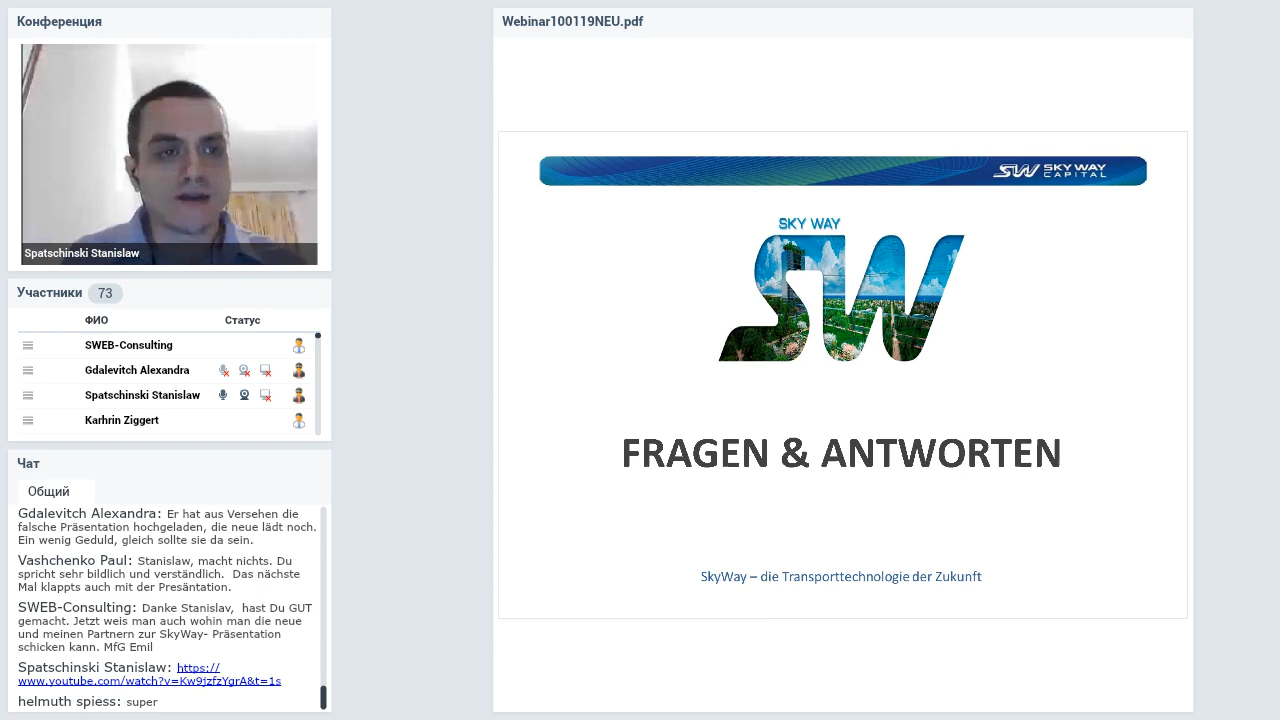 Конференция
Spatschinski Stanislaw
Участники 73
ФИО Статус
SWEB-Consulting
Gdalevitch Alexandra
Spatschinski Stanislaw
Karhrin Ziggert
Чат
Общий
Gdalevitch Alexandra: Er hat aus Versehen die
falsche Präsentation hochgeladen, die neue lädt noch.
Ein wenig Geduld, gleich sollte sie da sein.
Vashchenko Paul: Stanislaw, macht nichts. Du
spricht sehr bildlich und verständlich. Das nächste
Mal klappts auch mit der Presäntation.
SWEB-Consulting: Danke Stanislav, hast Du GUT
gemacht. Jetzt weis man auch wohin man die neue
und meinen Partnern zur SkyWay- Präsentation
schicken kann. MfG Emil
Spatschinski Stanislaw: https://
www.youtube.com/watch?v=Kw9jzfzYgrA&t=1s
helmuth spiess: super
Webinar100119NEU.pdf
SW SKY WAY
CAPITAL
SKY WAY
SW
FRAGEN & ANTWORTEN
SkyWay – die Transporttechnologie der Zukunft